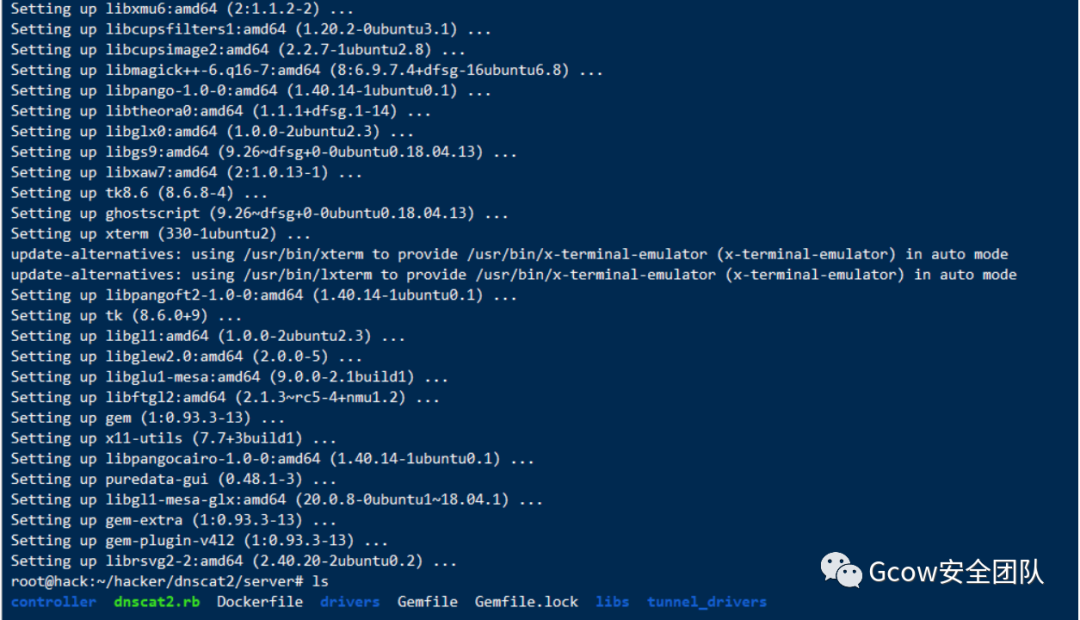 Setting up libxmu6:amd64 (2:1.1.2-2) ...
Setting up libcupsfilters1:amd64 (1.20.2-0ubuntu3.1) ...
Setting up libcupsimage2:amd64 (2.2.7-1ubuntu2.8) ...
Setting up libmagick++-6.q16-7:amd64 (8:6.9.7.4+dfsg-16ubuntu6.8) ...
Setting up libpango-1.0-0:amd64 (1.40.14-1ubuntu0.1) ...
Setting up libtheora0:amd64 (1.1.1+dfsg.1-14) ...
Setting up libglx0:amd64 (1.0.0-2ubuntu2.3) ...
Setting up libgs9:amd64 (9.26~dfsg+0-0ubuntu0.18.04.13) ...
Setting up libxaw7:amd64 (2:1.0.13-1) ...
Setting up tk8.6 (8.6.8-4) ...
Setting up ghostscript (9.26~dfsg+0-0ubuntu0.18.04.13) ...
Setting up xterm (330-1ubuntu2) ...
update-alternatives: using /usr/bin/xterm to provide /usr/bin/x-terminal-emulator (x-terminal-emulator) in auto mode
update-alternatives: using /usr/bin/lxterm to provide /usr/bin/x-terminal-emulator (x-terminal-emulator) in auto mode
Setting up libpangoft2-1.0-0:amd64 (1.40.14-1ubuntu0.1) ...
Setting up tk (8.6.0+9) ...
Setting up libgl1:amd64 (1.0.0-2ubuntu2.3) ...
Setting up libglew2.0:amd64 (2.0.0-5) ...
Setting up libglu1-mesa:amd64 (9.0.0-2.1build1) ...
Setting up libftgl2:amd64 (2.1.3~rc5-4+nmu1.2) ...
Setting up gem (1:0.93.3-13) ...
Setting up x11-utils (7.7+3build1) ...
Setting up libpangocairo-1.0-0:amd64 (1.40.14-1ubuntu0.1) ...
Setting up puredata-gui (0.48.1-3) ...
Setting up libgl1-mesa-glx:amd64 (20.0.8-0ubuntu1~18.04.1) ...
Setting up gem-extra (1:0.93.3-13) ...
Setting up gem-plugin-v4l2 (1:0.93.3-13) ...
Setting up librsvg2-2:amd64 (2.40.20-2ubuntu0.2) ...
root@hack:~/hacker/dnscat2/server# ls
controller dnscat2.rb Dockerfile drivers Gemfile Gemfile.lock libs tunnel_drivers
Gcow安全团队